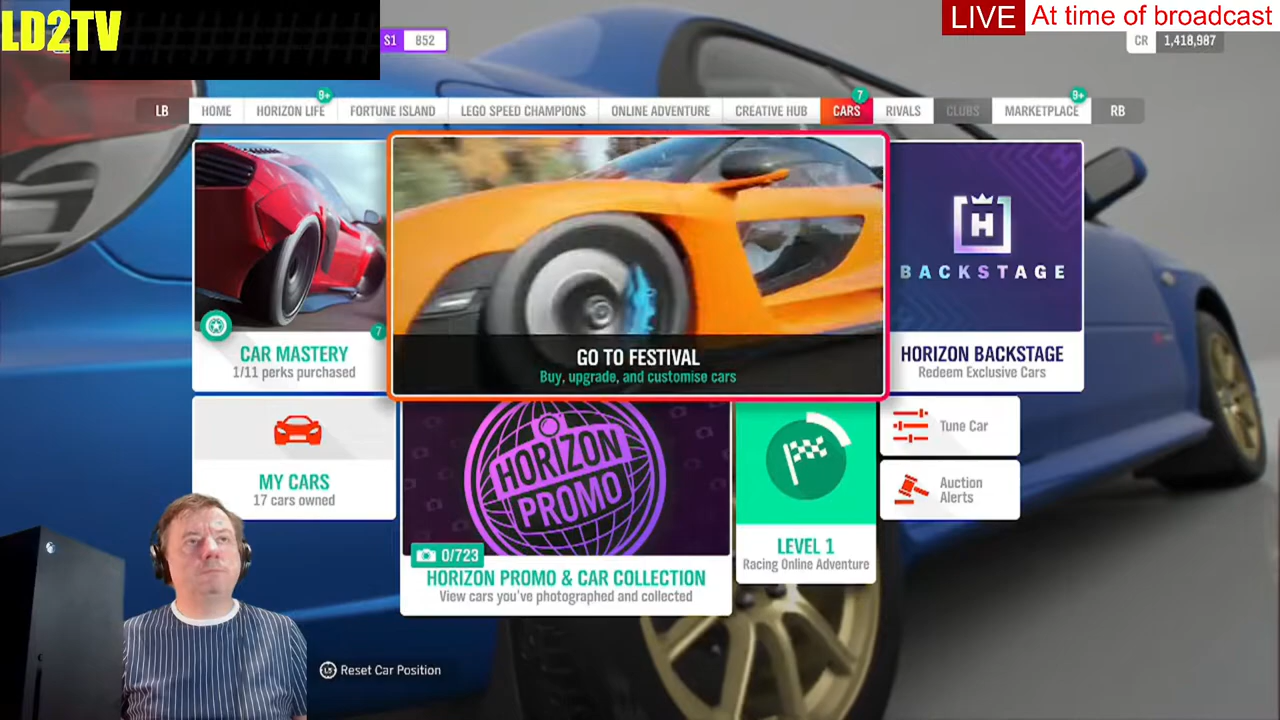 LD2TV
S1 852
LIVE At time of broadcast
CR 1,418,987
LB HOME HORIZON LIFE 9+ FORTUNE ISLAND LEGO SPEED CHAMPIONS ONLINE ADVENTURE CREATIVE HUB CARS 7 RIVALS CLUBS MARKETPLACE 9+ RB
7
CAR MASTERY
1/11 perks purchased
GO TO FESTIVAL
Buy, upgrade, and customise cars
H
BACKSTAGE
HORIZON BACKSTAGE
Redeem Exclusive Cars
MY CARS
17 cars owned
HORIZON
PROMO
0/723
HORIZON PROMO & CAR COLLECTION
View cars you've photographed and collected
LEVEL 1
Racing Online Adventure
Tune Car
Auction
Alerts
Reset Car Position